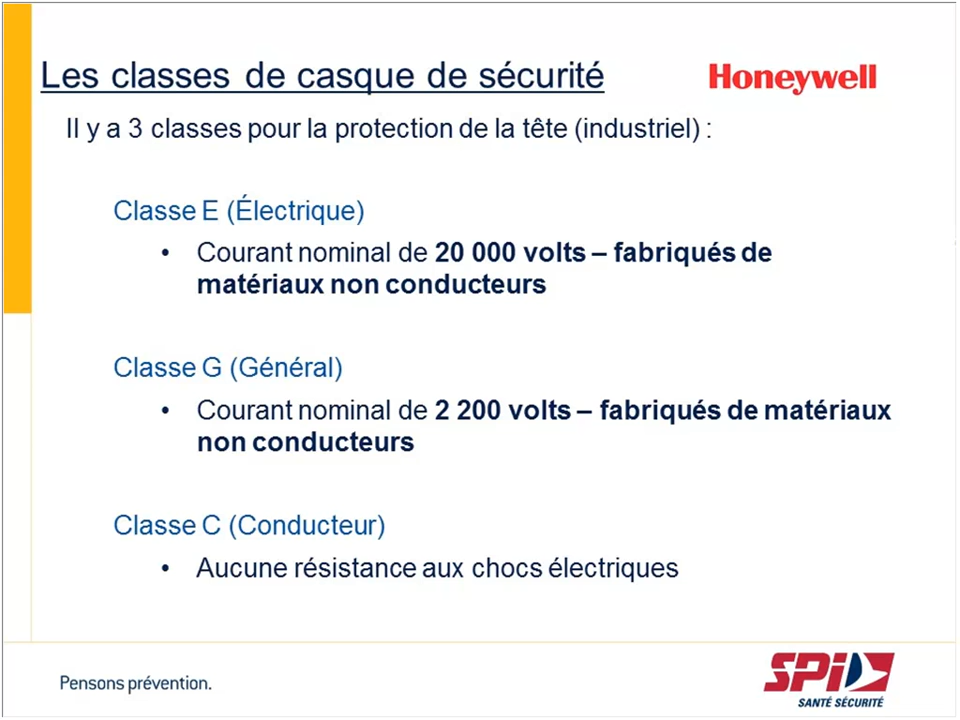 Les classes de casque de sécurité
Honeywell
Il y a 3 classes pour la protection de la tête (industriel) :
Classe E (Électrique)
• Courant nominal de 20 000 volts – fabriqués de
matériaux non conducteurs
Classe G (Général)
• Courant nominal de 2 200 volts – fabriqués de matériaux
non conducteurs
Classe C (Conducteur)
• Aucune résistance aux chocs électriques
Pensons prévention.
SPI
SANTÉ SÉCURITÉ